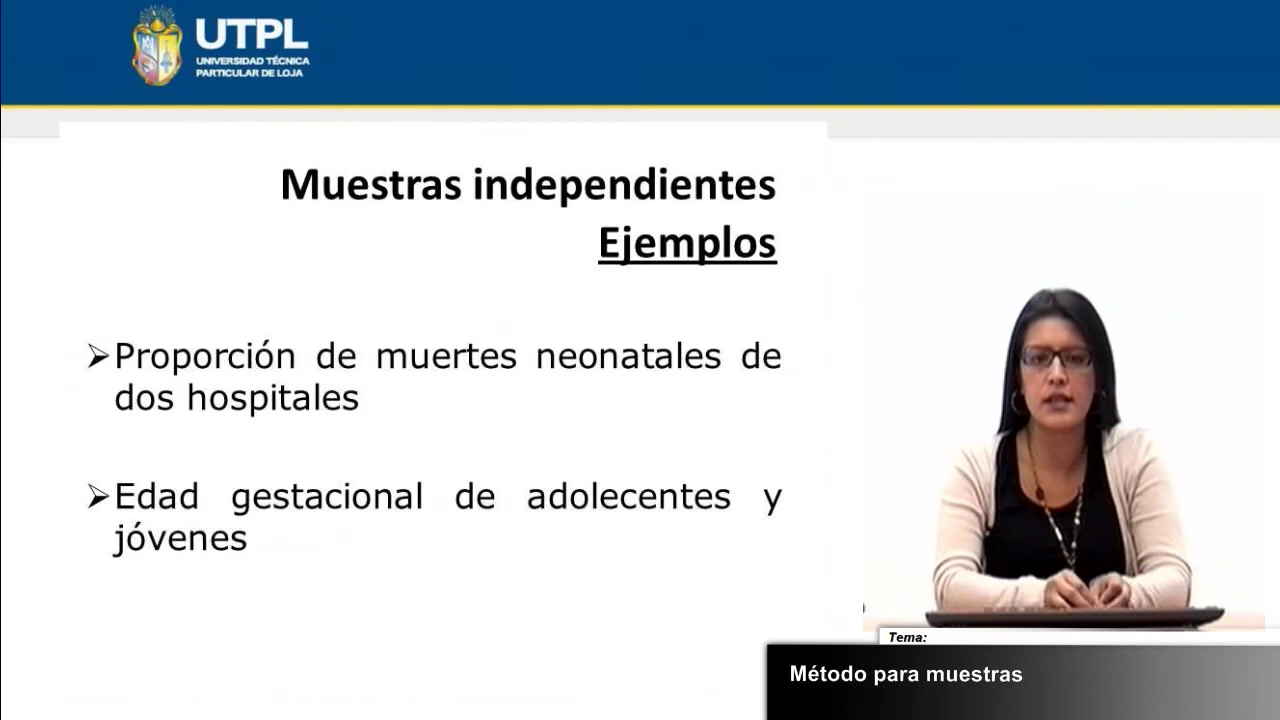 UTPL
UNIVERSIDAD TÉCNICA
PARTICULAR DE LOJA
Muestras independientes
Ejemplos
Proporción de muertes neonatales de
dos hospitales
Edad gestacional de adolecentes y
jóvenes
Tema:
Método para muestras